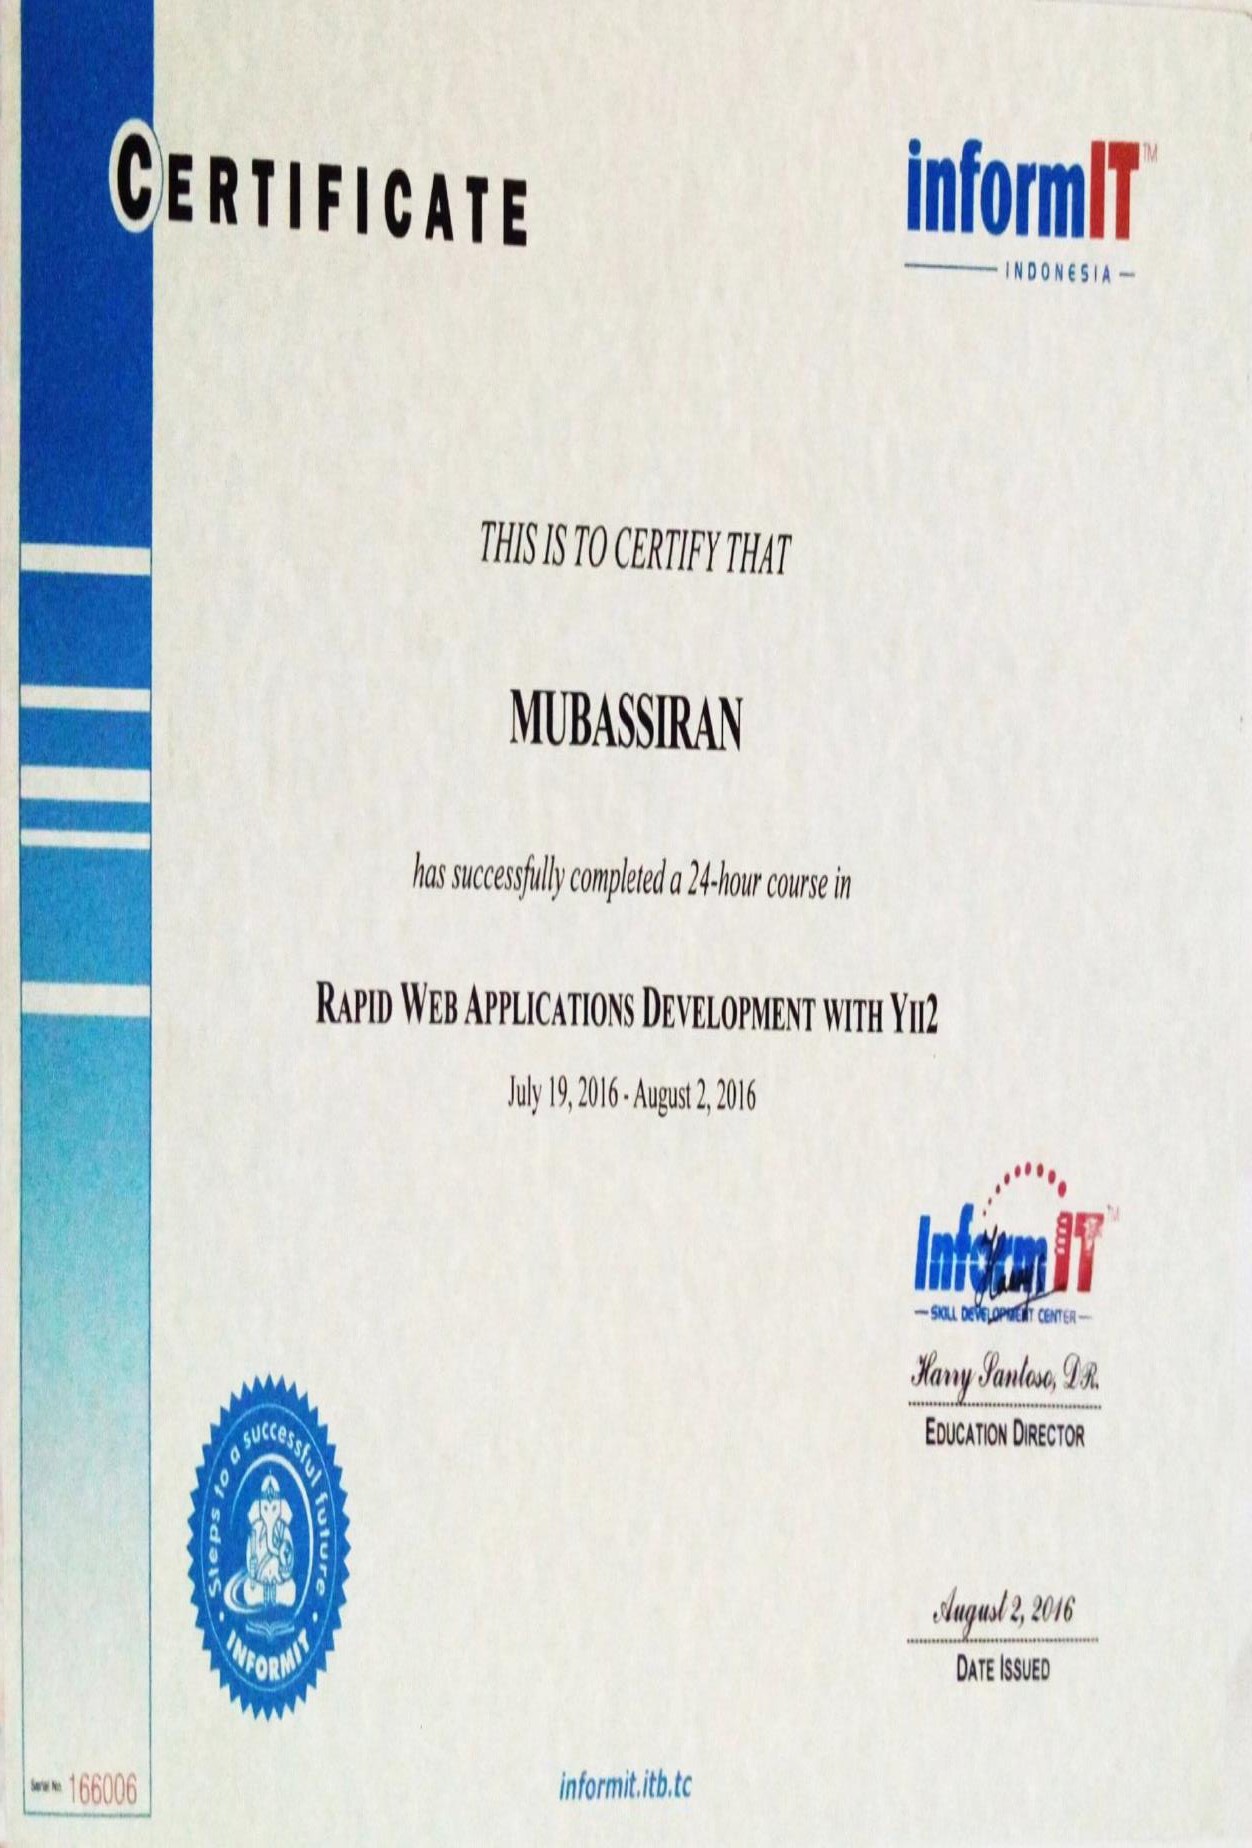 CERTIFICATE
informIT™
INDONESIA
THIS IS TO CERTIFY THAT
MUBASSIRAN
has successfully completed a 24-hour course in
RAPID WEB APPLICATIONS DEVELOPMENT WITH YII2
July 19, 2016 - August 2, 2016
InformIT™
SKILL DEVELOPMENT CENTER
Harry Santoso, DR.
EDUCATION DIRECTOR
Steps to a successful future
INFORMIT
August 2, 2016
DATE ISSUED
Serial No. 166006
informit.itb.tc